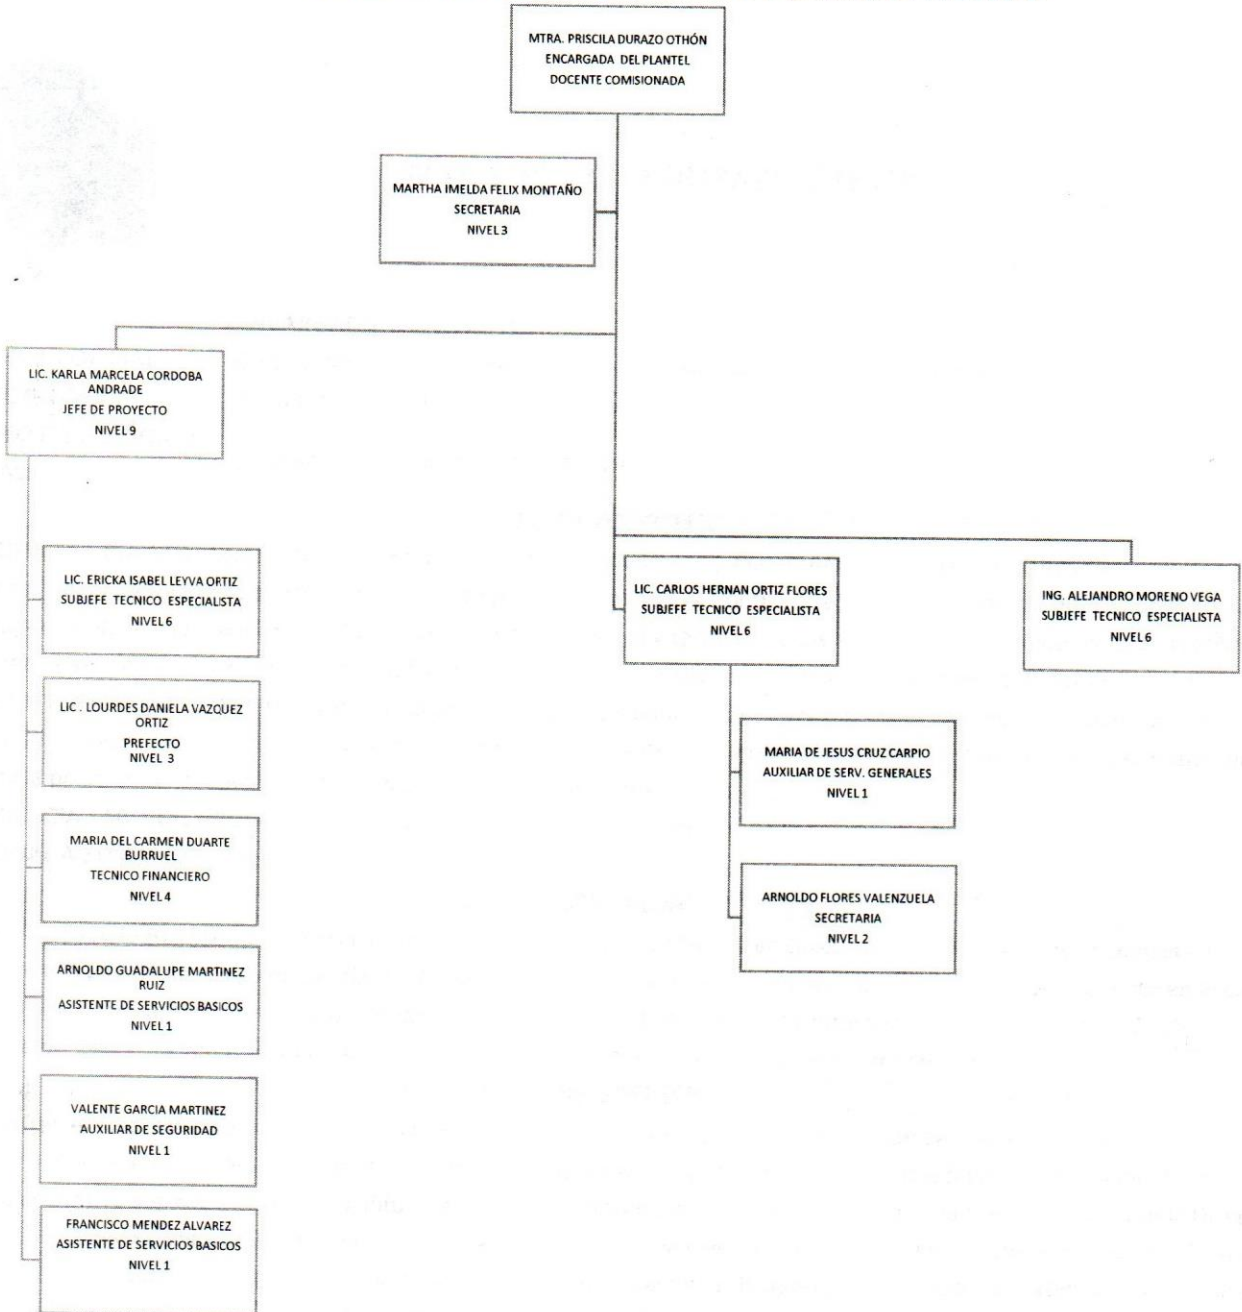 MTRA. PRISCILA DURAZO OTHÓN
ENCARGADA DEL PLANTEL
DOCENTE COMISIONADA
MARTHA IMELDA FELIX MONTAÑO
SECRETARIA
NIVEL 3
LIC. KARLA MARCELA CORDOBA
ANDRADE
JEFE DE PROYECTO
NIVEL 9
LIC. ERICKA ISABEL LEYVA ORTIZ
SUBJEFE TECNICO ESPECIALISTA
NIVEL 6
LIC . LOURDES DANIELA VAZQUEZ
ORTIZ
PREFECTO
NIVEL 3
MARIA DEL CARMEN DUARTE
BURRUEL
TECNICO FINANCIERO
NIVEL 4
ARNOLDO GUADALUPE MARTINEZ
RUIZ
ASISTENTE DE SERVICIOS BASICOS
NIVEL 1
VALENTE GARCIA MARTINEZ
AUXILIAR DE SEGURIDAD
NIVEL 1
FRANCISCO MENDEZ ALVAREZ
ASISTENTE DE SERVICIOS BASICOS
NIVEL 1
LIC. CARLOS HERNAN ORTIZ FLORES
SUBJEFE TECNICO ESPECIALISTA
NIVEL 6
MARIA DE JESUS CRUZ CARPIO
AUXILIAR DE SERV. GENERALES
NIVEL 1
ARNOLDO FLORES VALENZUELA
SECRETARIA
NIVEL 2
ING. ALEJANDRO MORENO VEGA
SUBJEFE TECNICO ESPECIALISTA
NIVEL 6